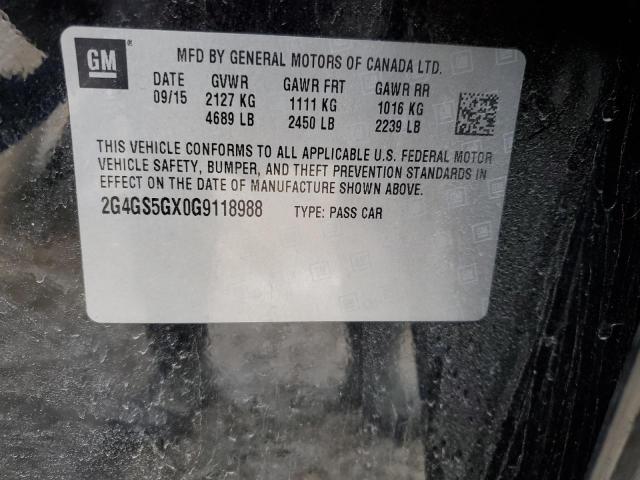 GM
MFD BY GENERAL MOTORS OF CANADA LTD.
DATE GVWR GAWR FRT GAWR RR
09/15 2127 KG 1111 KG 1016 KG
4689 LB 2450 LB 2239 LB
THIS VEHICLE CONFORMS TO ALL APPLICABLE U.S. FEDERAL MOTOR
VEHICLE SAFETY, BUMPER, AND THEFT PREVENTION STANDARDS IN
EFFECT ON THE DATE OF MANUFACTURE SHOWN ABOVE.
2G4GS5GX0G9118988 TYPE: PASS CAR